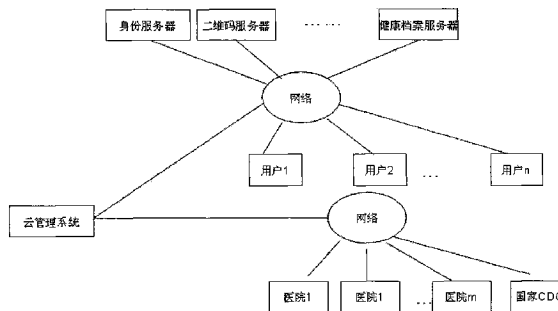 身份服务器 二维码服务器 ...... 健康档案服务器
网络
用户1 用户2 ... 用户n
云管理系统
网络
医院1 医院1 ... 医院m 国家CDC